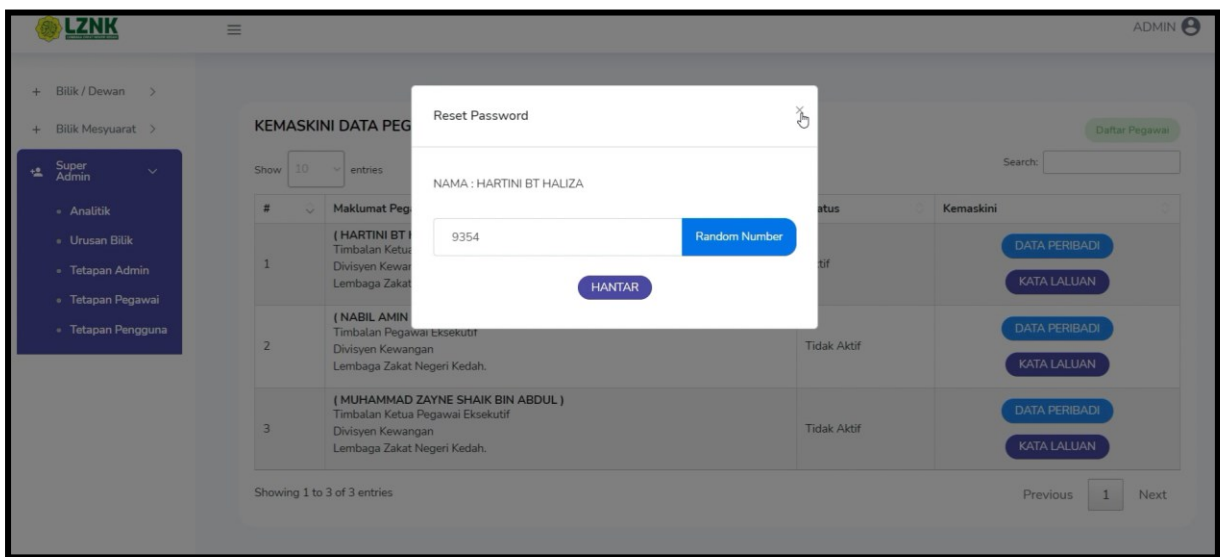 LZNK
ADMIN
+ Bilik / Dewan >
+ Bilik Mesyuarat >
Super
Admin
• Analitik
• Urusan Bilik
• Tetapan Admin
• Tetapan Pegawai
• Tetapan Pengguna
KEMASKINI DATA PEG
Daftar Pegawai
Show 10 entries
Search:
Reset Password
×
NAMA : HARTINI BT HALIZA
9354
Random Number
HANTAR
# Maklumat Peg atus Kemaskini
1
( HARTINI BT H
Timbalan Ketua
Divisyen Kewan
Lembaga Zakat
tif
DATA PERIBADI
KATA LALUAN
2
( NABIL AMIN
Timbalan Pegawai Eksekutif
Divisyen Kewangan
Lembaga Zakat Negeri Kedah.
Tidak Aktif
DATA PERIBADI
KATA LALUAN
3
( MUHAMMAD ZAYNE SHAIK BIN ABDUL )
Timbalan Ketua Pegawai Eksekutif
Divisyen Kewangan
Lembaga Zakat Negeri Kedah.
Tidak Aktif
DATA PERIBADI
KATA LALUAN
Showing 1 to 3 of 3 entries
Previous 1 Next